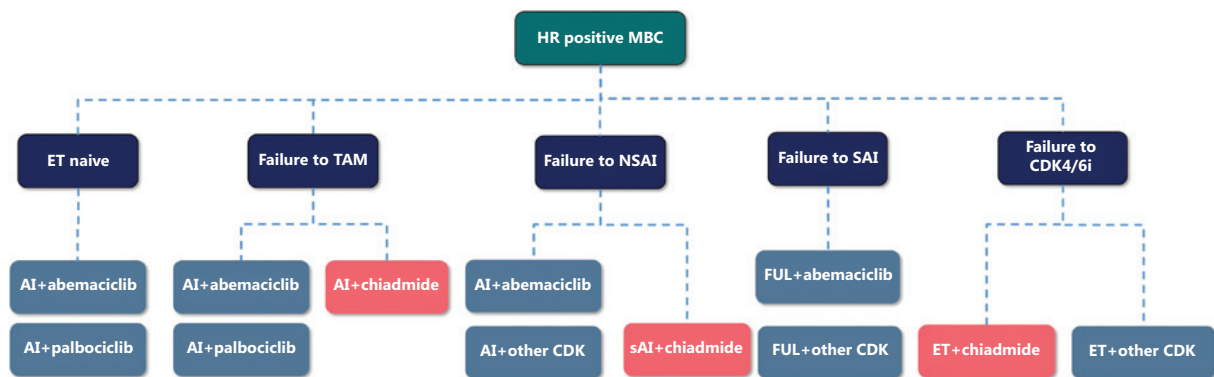 HR positive MBC
ET naive
Failure to TAM
Failure to NSAI
Failure to SAI
Failure to
CDK4/6i
AI+abemaciclib
AI+abemaciclib
AI+chiadmide
AI+abemaciclib
FUL+abemaciclib
AI+palbociclib
AI+palbociclib
AI+other CDK
sAI+chiadmide
FUL+other CDK
ET+chiadmide
ET+other CDK